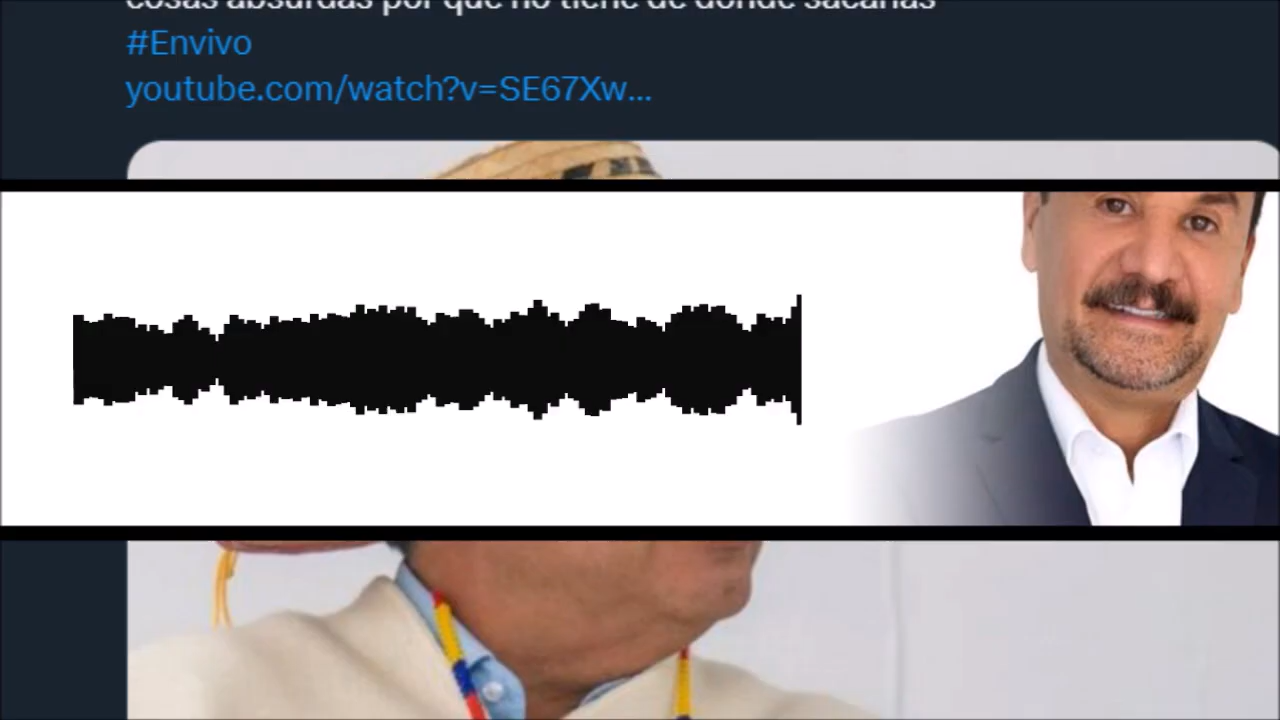 cosas absurdas por que no tiene de donde sacarlas
#Envivo
youtube.com/watch?v=SE67Xw...